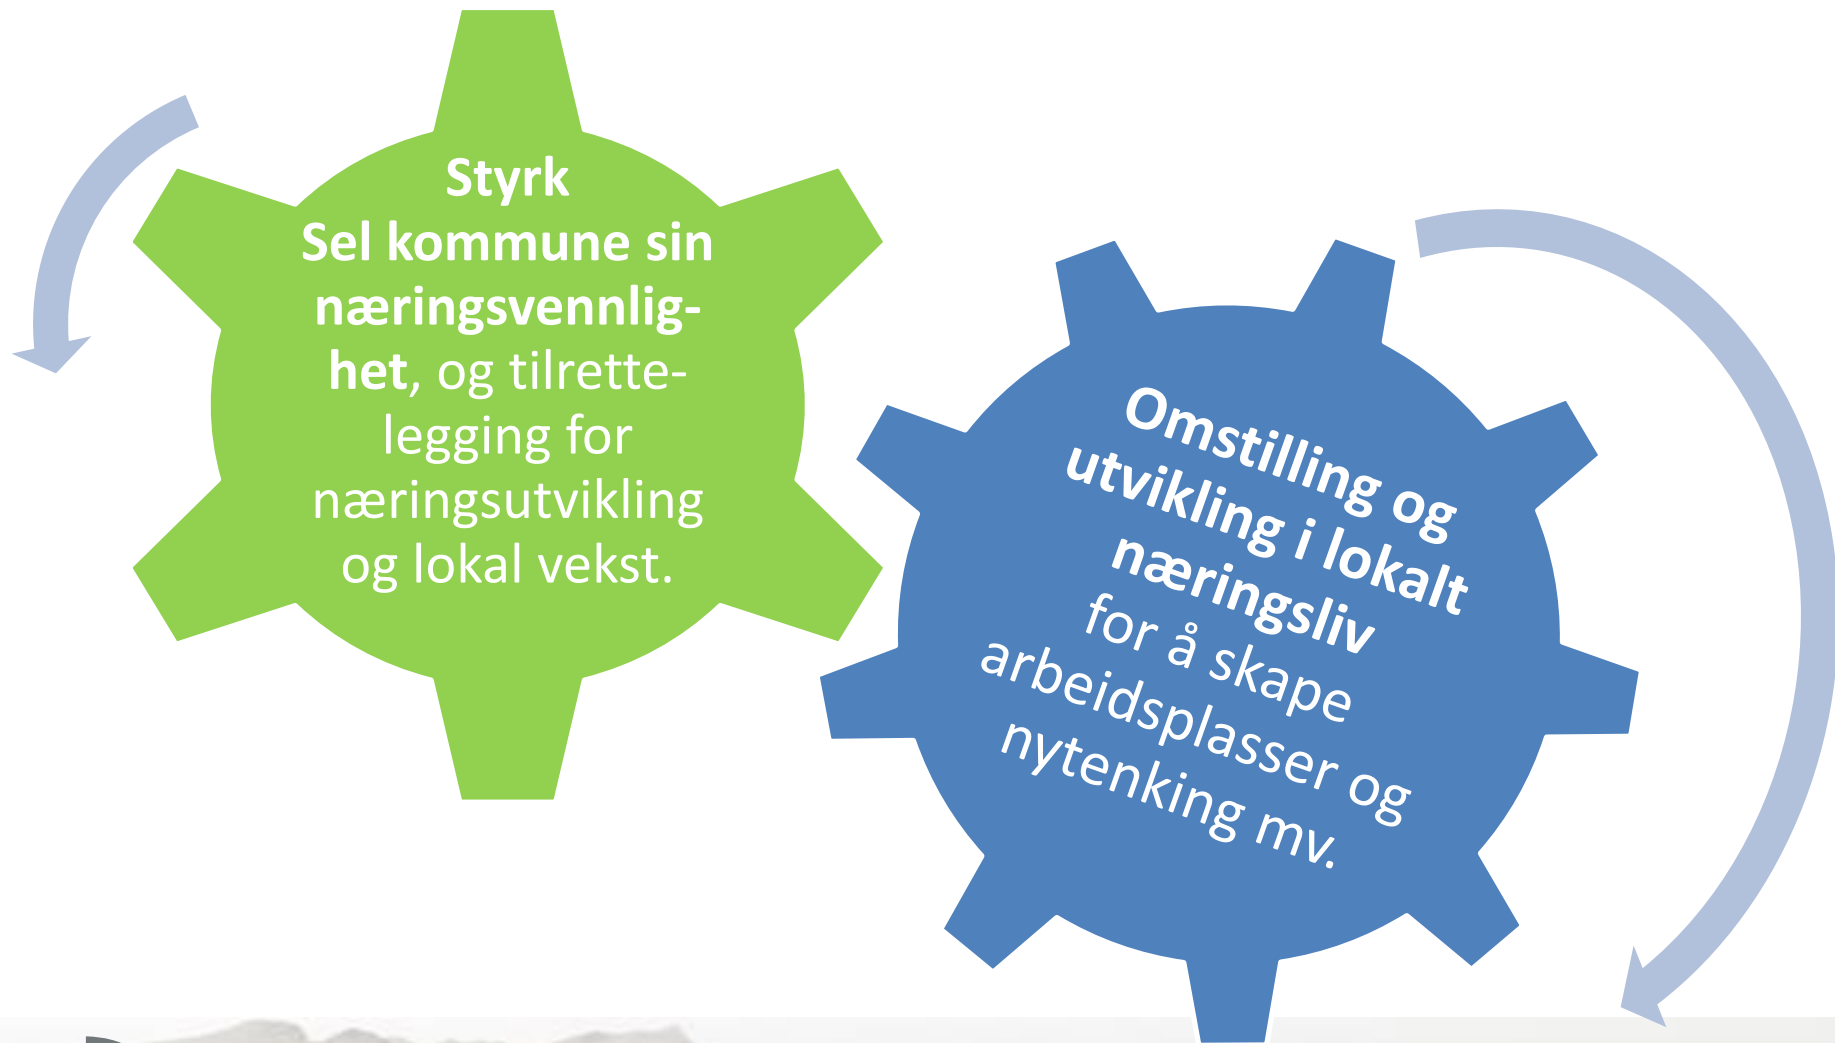 Styrk
Sel kommune sin
næringsvennlig-
het, og tilrette-
legging for
næringsutvikling
og lokal vekst.
Omstilling og
utvikling i lokalt
næringsliv
for å skape
arbeidsplasser og
nytenking mv.